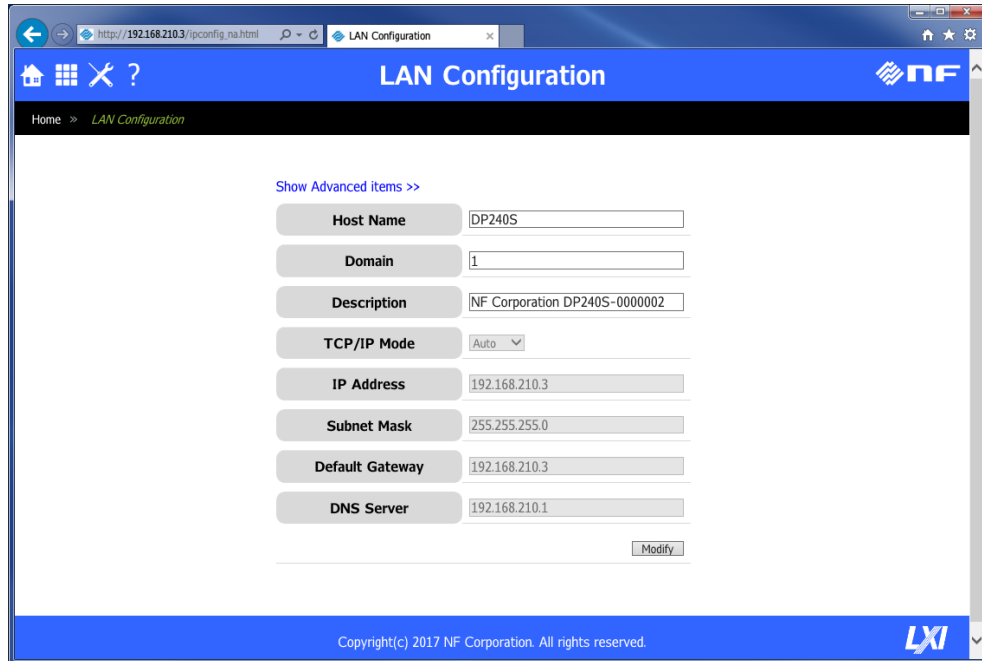 http://192.168.210.3/ipconfig_na.html LAN Configuration
? LAN Configuration nF
Home » LAN Configuration
Show Advanced items >>
Host Name DP240S
Domain 1
Description NF Corporation DP240S-0000002
TCP/IP Mode Auto
IP Address 192.168.210.3
Subnet Mask 255.255.255.0
Default Gateway 192.168.210.3
DNS Server 192.168.210.1
Modify
Copyright(c) 2017 NF Corporation. All rights reserved. LXI